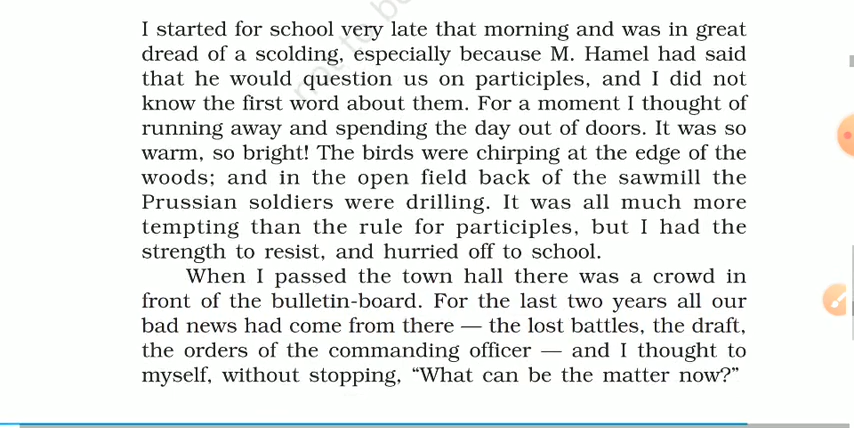 I started for school very late that morning and was in great
dread of a scolding, especially because M. Hamel had said
that he would question us on participles, and I did not
know the first word about them. For a moment I thought of
running away and spending the day out of doors. It was so
warm, so bright! The birds were chirping at the edge of the
woods; and in the open field back of the sawmill the
Prussian soldiers were drilling. It was all much more
tempting than the rule for participles, but I had the
strength to resist, and hurried off to school.
When I passed the town hall there was a crowd in
front of the bulletin-board. For the last two years all our
bad news had come from there — the lost battles, the draft,
the orders of the commanding officer — and I thought to
myself, without stopping, “What can be the matter now?”